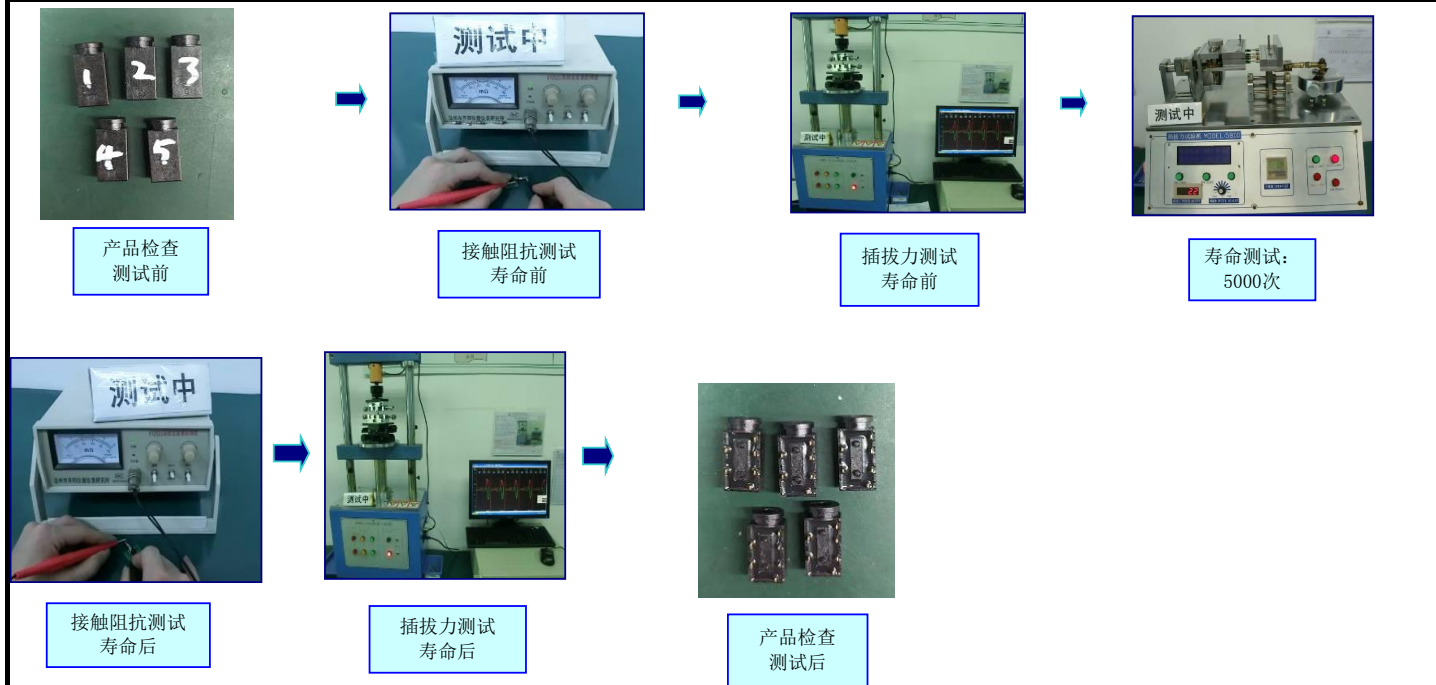 1
2
3
4
5
测试中
mΩ
测试中
测试中
MODEL:5800
产品检查
测试前
接触阻抗测试
寿命前
插拔力测试
寿命前
寿命测试：
5000次
测试中
mΩ
测试中
接触阻抗测试
寿命后
插拔力测试
寿命后
产品检查
测试后